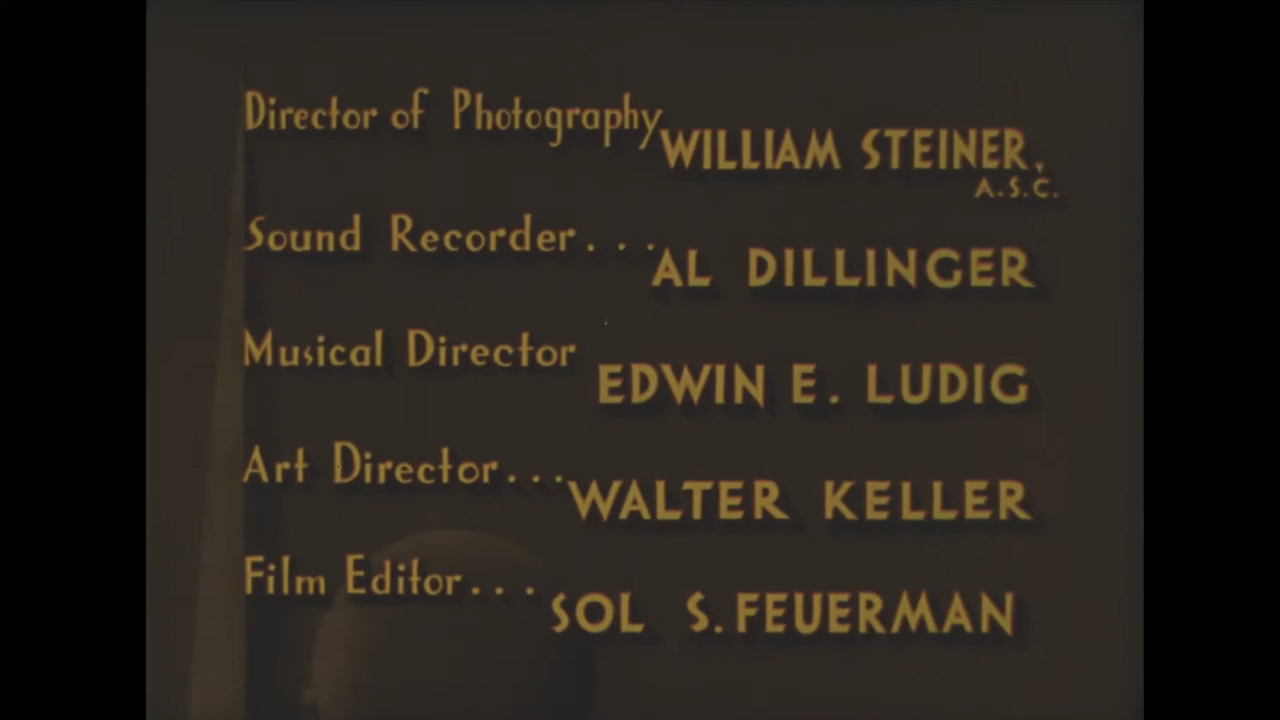 Director of Photography WILLIAM STEINER,
A.S.C.
Sound Recorder... AL DILLINGER
Musical Director EDWIN E. LUDIG
Art Director... WALTER KELLER
Film Editor... SOL S. FEUERMAN